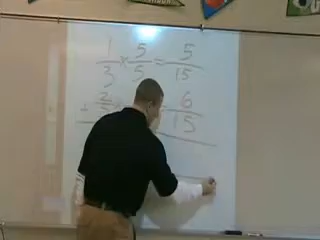 1/3 × 5/5 = 5/15
+ 2/5 = 6/15